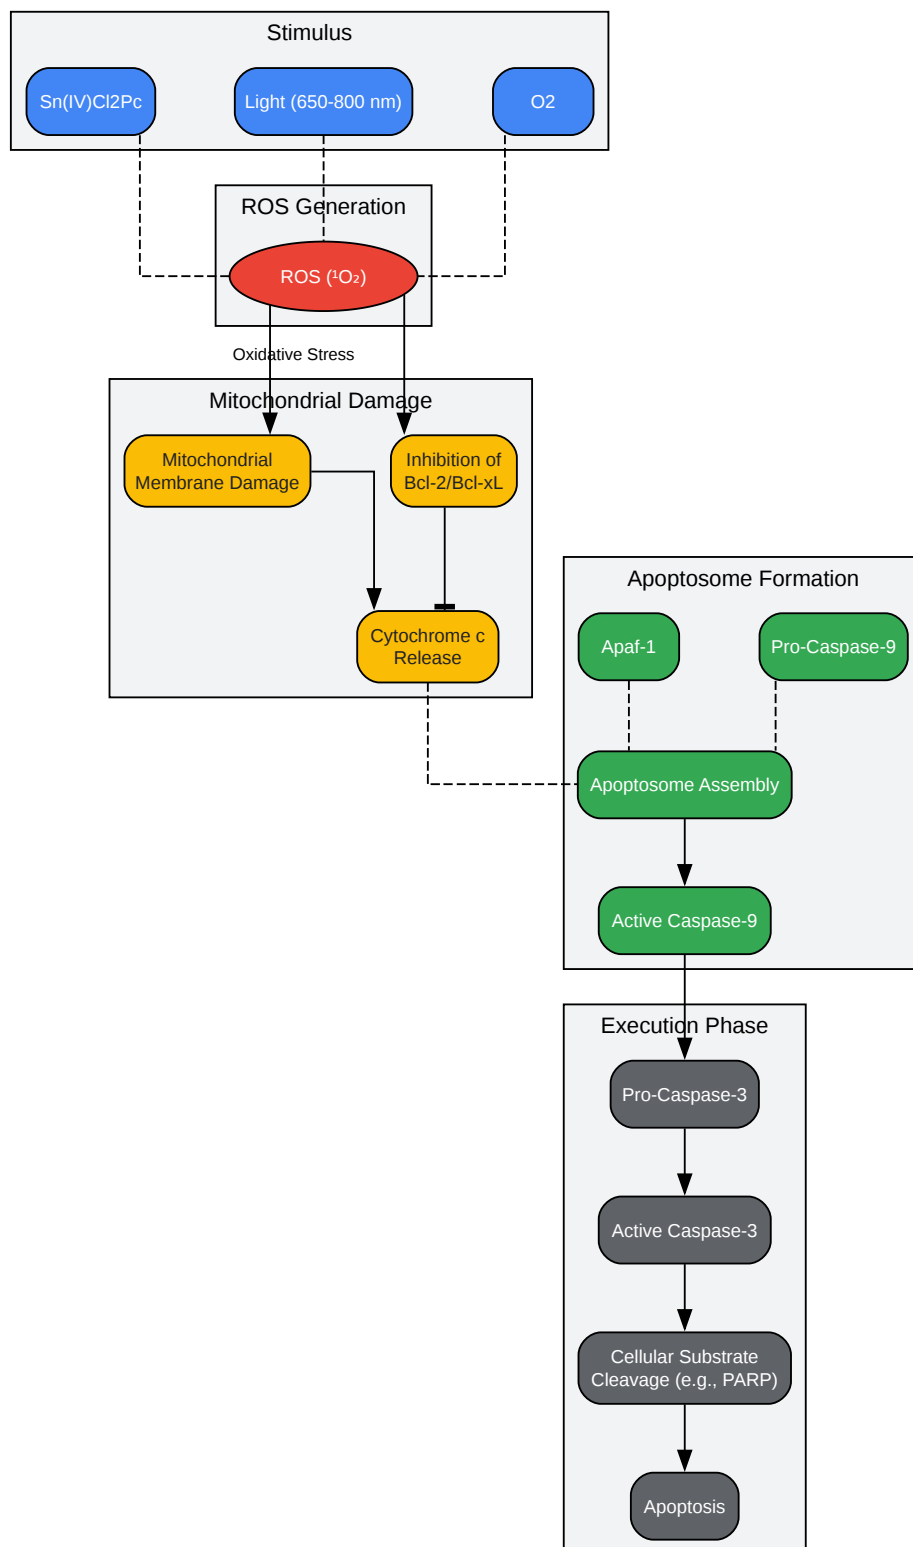 Stimulus
Sn(IV)Cl2Pc
Light (650-800 nm)
O2
ROS Generation
ROS (¹O₂)
Oxidative Stress
Mitochondrial Damage
Mitochondrial
Membrane Damage
Inhibition of
Bcl-2/Bcl-xL
Cytochrome c
Release
Apoptosome Formation
Apaf-1
Pro-Caspase-9
Apoptosome Assembly
Active Caspase-9
Execution Phase
Pro-Caspase-3
Active Caspase-3
Cellular Substrate
Cleavage (e.g., PARP)
Apoptosis